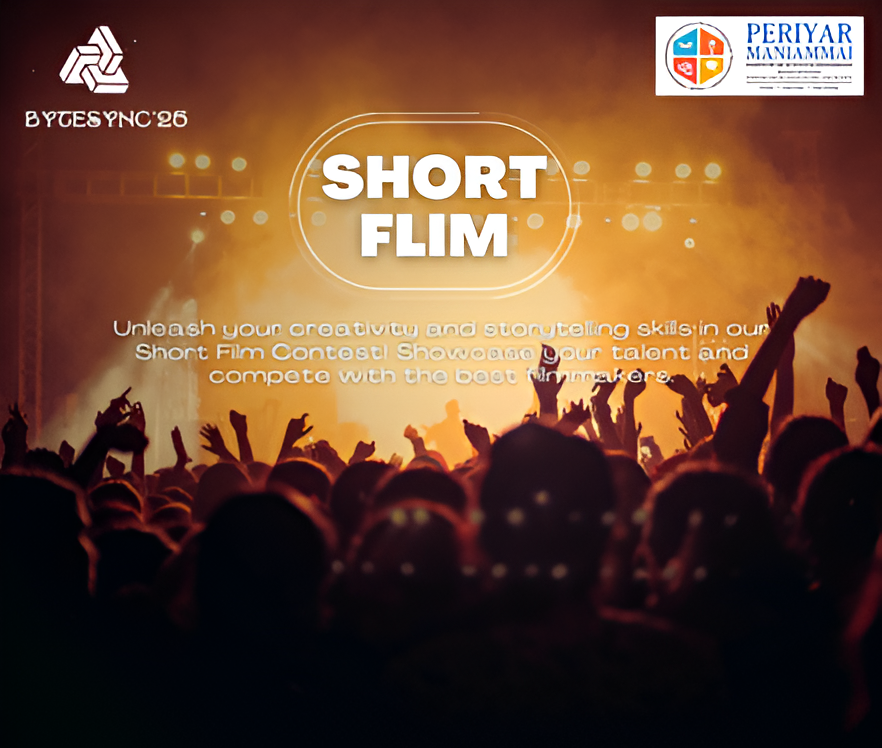 BYTESYNC'25
PERIYAR
MANIAMMAI
SHORT
FLIM
Unleash your creativity and storytelling skills in our
Short Film Contest! Showcase your talent and
compete with the best filmmakers.